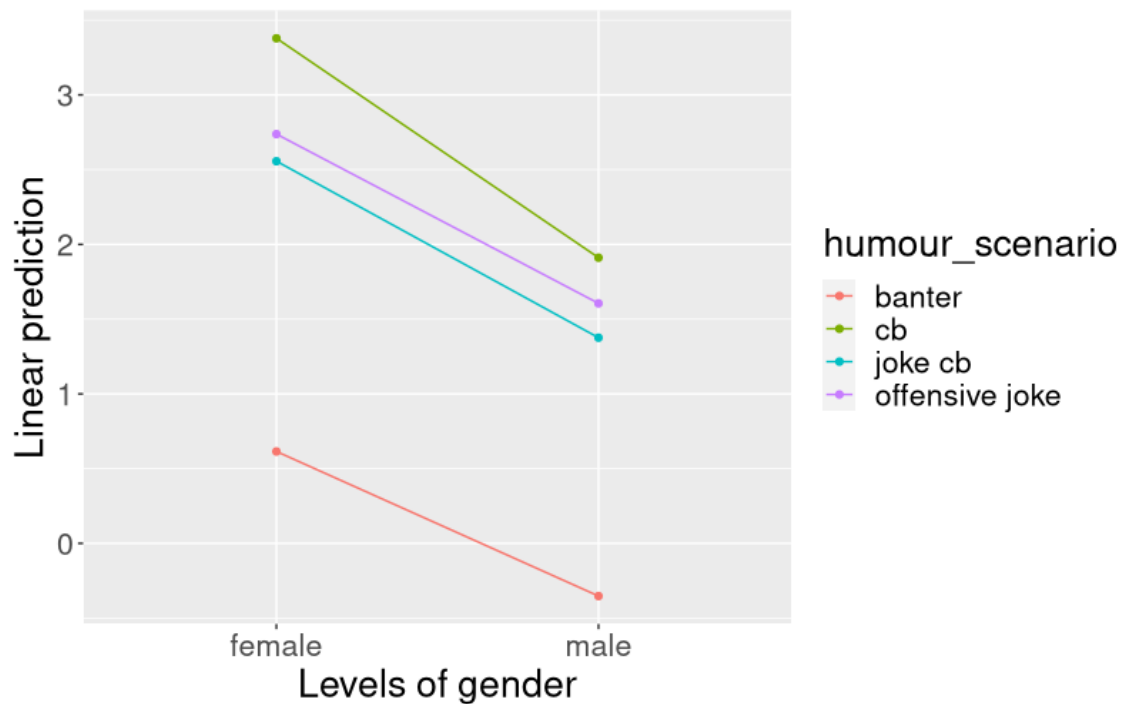 3
2
1
0
Linear prediction
female
male
Levels of gender
humour_scenario
banter
cb
joke cb
offensive joke